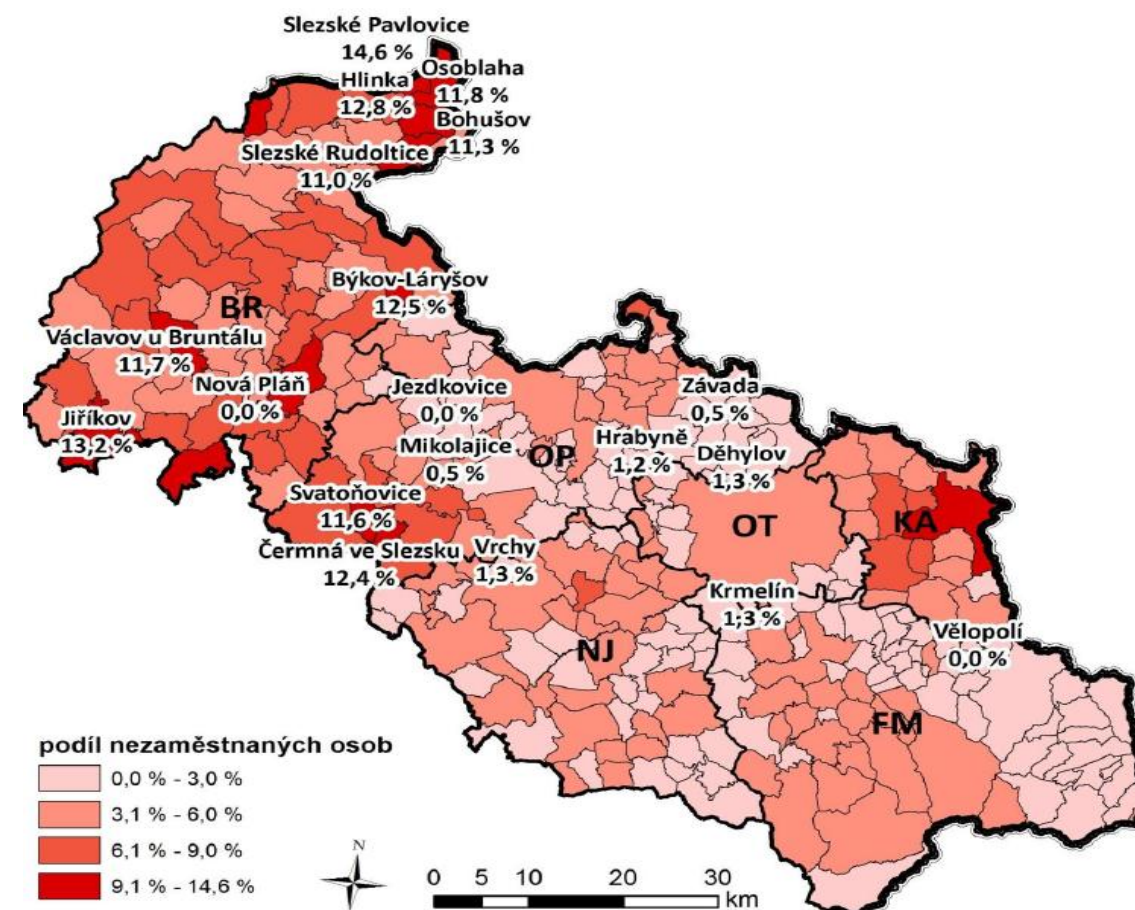 Slezské Pavlovice
14,6 %
Hlinka
12,8 %
Osoblaha
11,8 %
Bohušov
11,3 %
Slezské Rudoltice
11,0 %
Býkov-Láryšov
12,5 %
BR
Václavov u Bruntálu
11,7 %
Nová Pláň
0,0 %
Jiříkov
13,2 %
Jezdkovice
0,0 %
Mikolajice
0,5 %
OP
Hrabyně
1,2 %
Závada
0,5 %
Děhylov
1,3 %
Svatoňovice
11,6 %
Čermná ve Slezsku
12,4 %
Vrchy
1,3 %
OT
KA
Krmelín
1,3 %
Vělopolí
0,0 %
NJ
FM
podíl nezaměstnaných osob
0,0 % - 3,0 %
3,1 % - 6,0 %
6,1 % - 9,0 %
9,1 % - 14,6 %
N
0 5 10 20 30
km